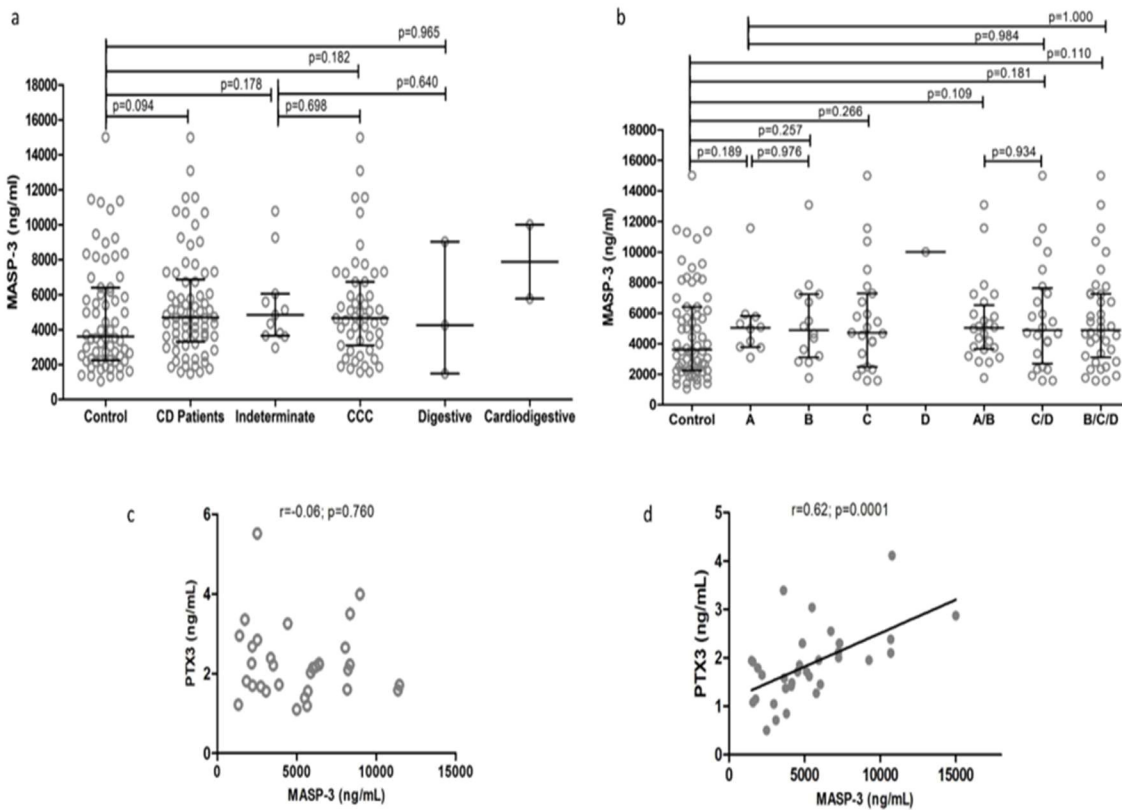 a
p=0.965
p=0.182
p=0.178
p=0.640
p=0.094
p=0.698
18000
16000
14000
12000
10000
8000
6000
4000
2000
0
MASP-3 (ng/ml)
Control CD Patients Indeterminate CCC Digestive Cardiodigestive
b
p=1.000
p=0.984
p=0.110
p=0.181
p=0.109
p=0.266
p=0.257
p=0.189 p=0.976 p=0.934
18000
16000
14000
12000
10000
8000
6000
4000
2000
0
MASP-3 (ng/ml)
Control A B C D A/B C/D B/C/D
c
r=-0.06; p=0.760
6
4
2
0
PTX3 (ng/mL)
0 5000 10000 15000
MASP-3 (ng/mL)
d
r=0.62; p=0.0001
5
4
3
2
1
0
PTX3 (ng/mL)
0 5000 10000 15000
MASP-3 (ng/mL)